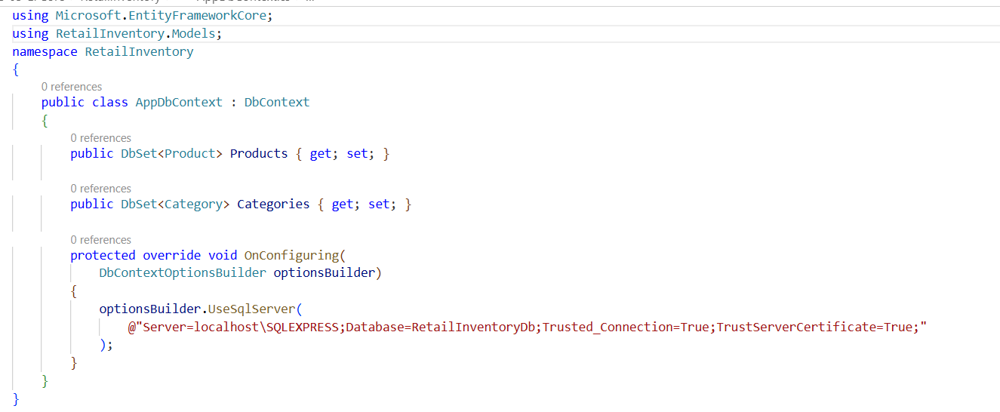 using Microsoft.EntityFrameworkCore;
using RetailInventory.Models;
namespace RetailInventory
{
0 references
public class AppDbContext : DbContext
{
0 references
public DbSet<Product> Products { get; set; }
0 references
public DbSet<Category> Categories { get; set; }
0 references
protected override void OnConfiguring(
DbContextOptionsBuilder optionsBuilder)
{
optionsBuilder.UseSqlServer(
@"Server=localhost\SQLEXPRESS;Database=RetailInventoryDb;Trusted_Connection=True;TrustServerCertificate=True;"
);
}
}
}